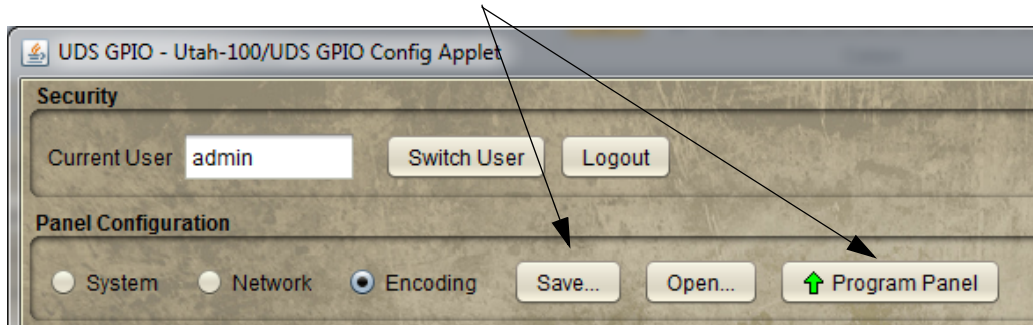 UDS GPIO - Utah-100/UDS GPIO Config Applet
Security
Current User admin Switch User Logout
Panel Configuration
System Network Encoding Save... Open... Program Panel